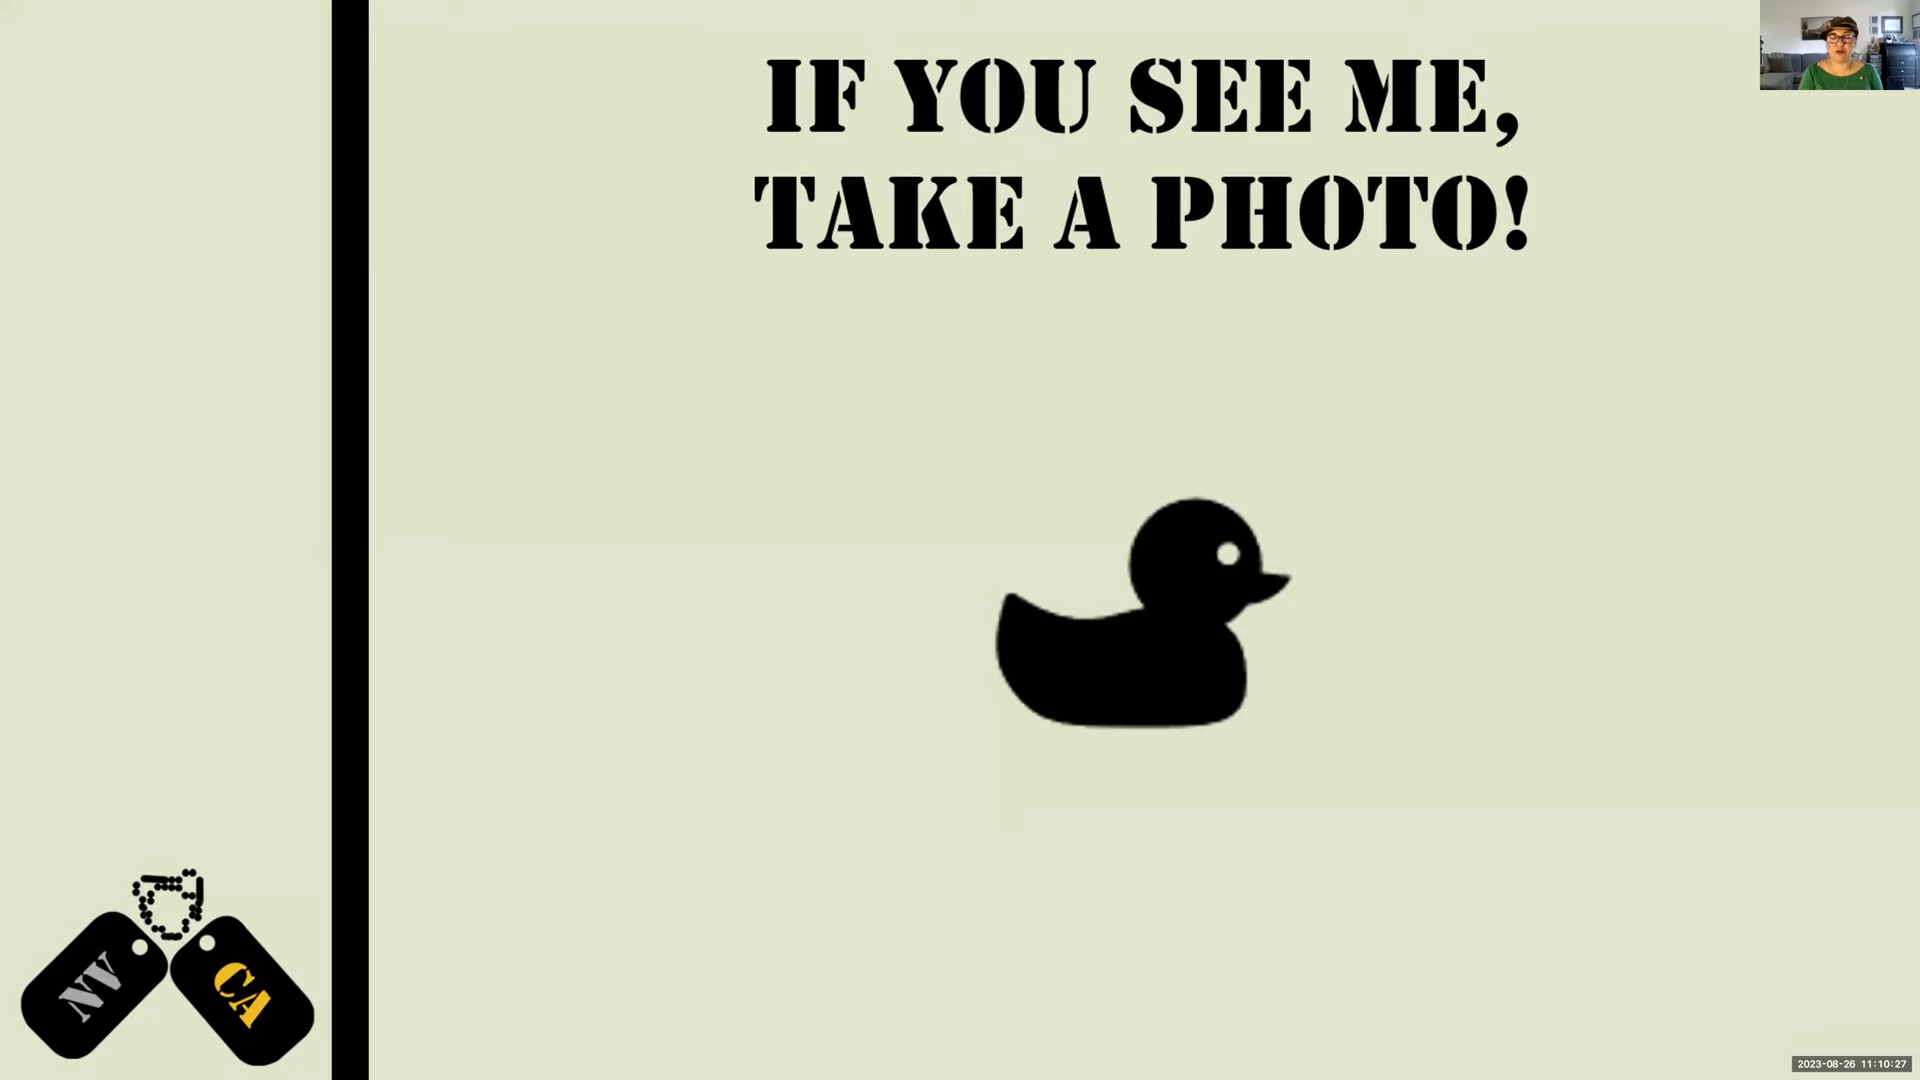 IF YOU SEE ME,
TAKE A PHOTO!
NV
CA
2023-08-26 11:10:27